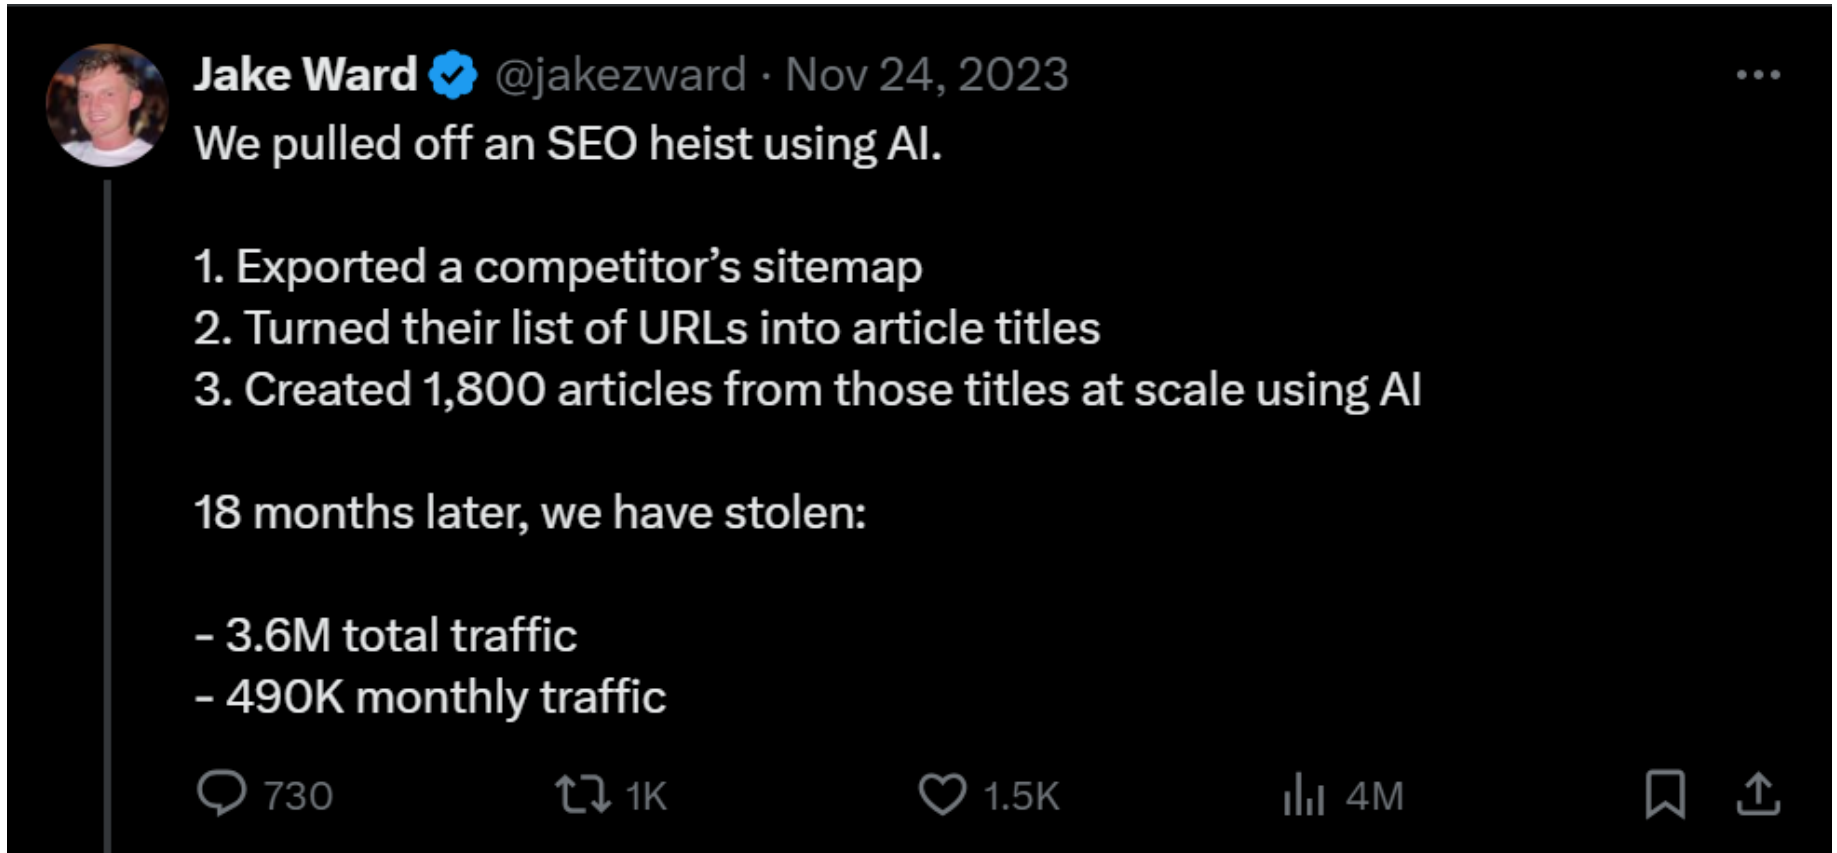 Jake Ward @jakezward · Nov 24, 2023
We pulled off an SEO heist using AI.
1. Exported a competitor’s sitemap
2. Turned their list of URLs into article titles
3. Created 1,800 articles from those titles at scale using AI
18 months later, we have stolen:
- 3.6M total traffic
- 490K monthly traffic
730 1K 1.5K 4M